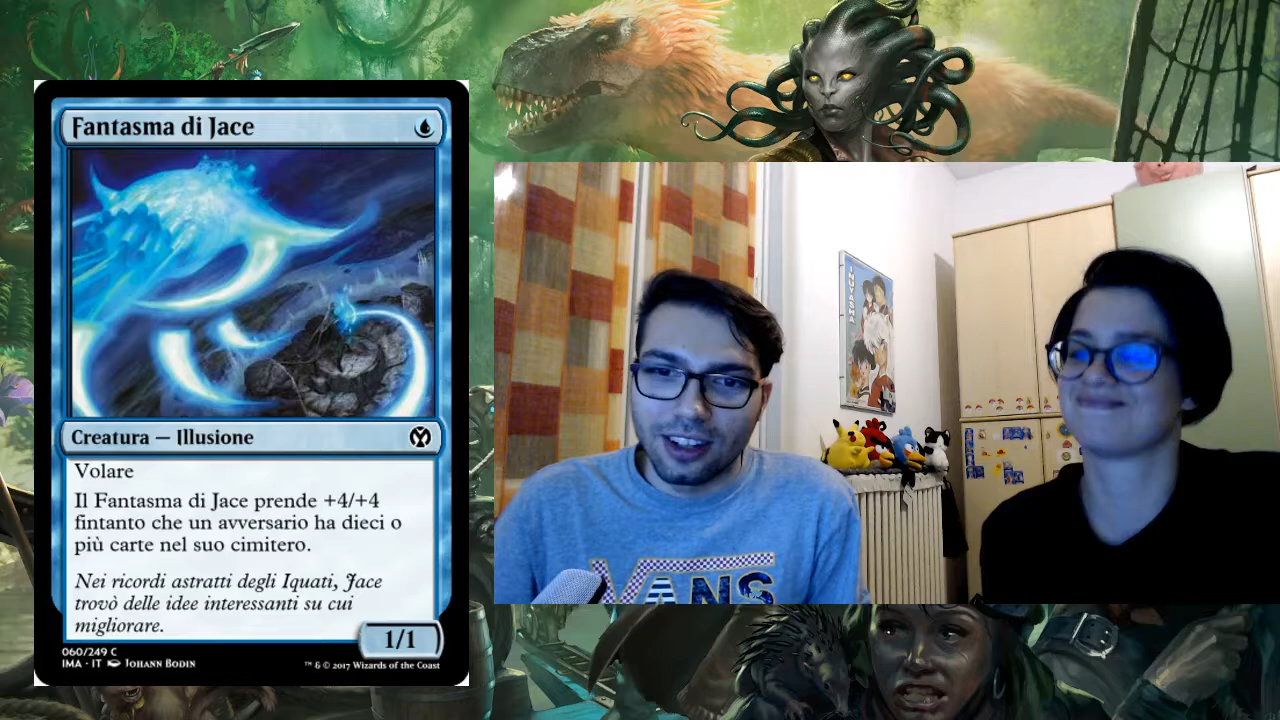 Fantasma di Jace
Creatura — Illusione
Volare
Il Fantasma di Jace prende +4/+4
fintanto che un avversario ha dieci o
più carte nel suo cimitero.
Nei ricordi astratti degli Iquati, Jace
trovò delle idee interessanti su cui
migliorare.
1/1
060/249 C
IMA · IT Johann Bodin
™ & © 2017 Wizards of the Coast
INUYASHA
VANS